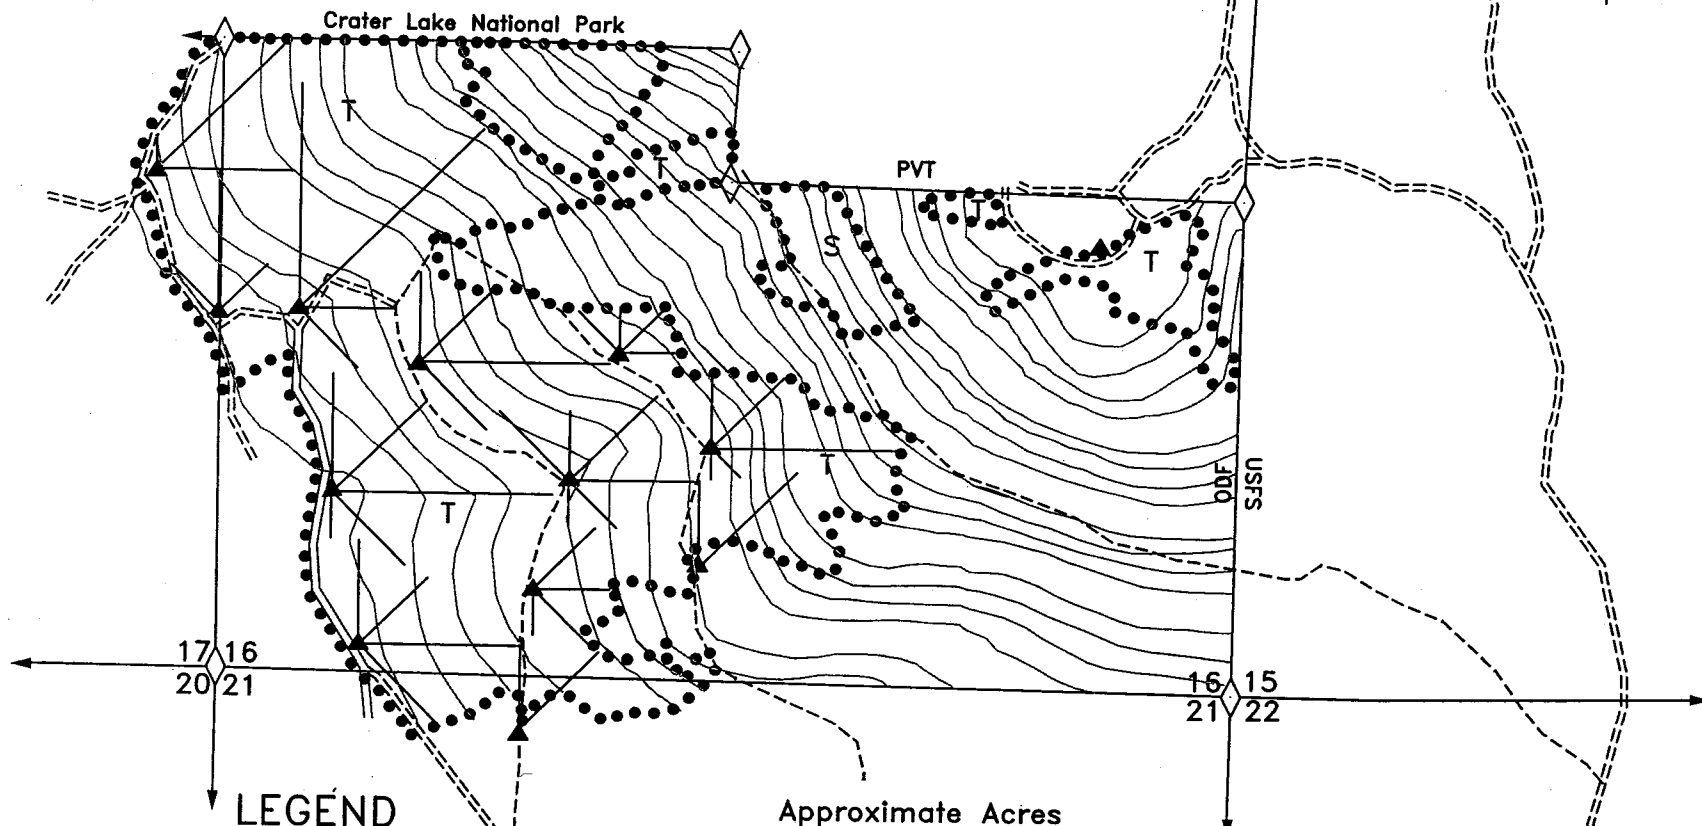 Crater Lake National Park
T
T
PVT
T
S
T
T
ODF
USFS
T
17 16
20 21
16 15
21 22
LEGEND
Approximate Acres